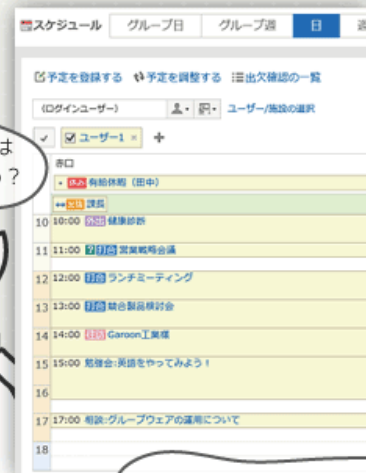 スケジュール グループ日 グループ週 日 週
予定を登録する 予定を調整する 出欠確認の一覧
(ログインユーザー) ユーザー/施設の選択
ユーザー1 × +
は
?
赤口
休み 有給休暇(田中)
課長
10 10:00 外出 健康診断
11 11:00 ? 打合 営業戦略会議
12 12:00 打合 ランチミーティング
13 13:00 打合 競合製品検討会
14 14:00 Garoon工業様
15 15:00 勉強会:英語をやってみよう!
16
17 17:00 相談:グループウェアの運用について
18